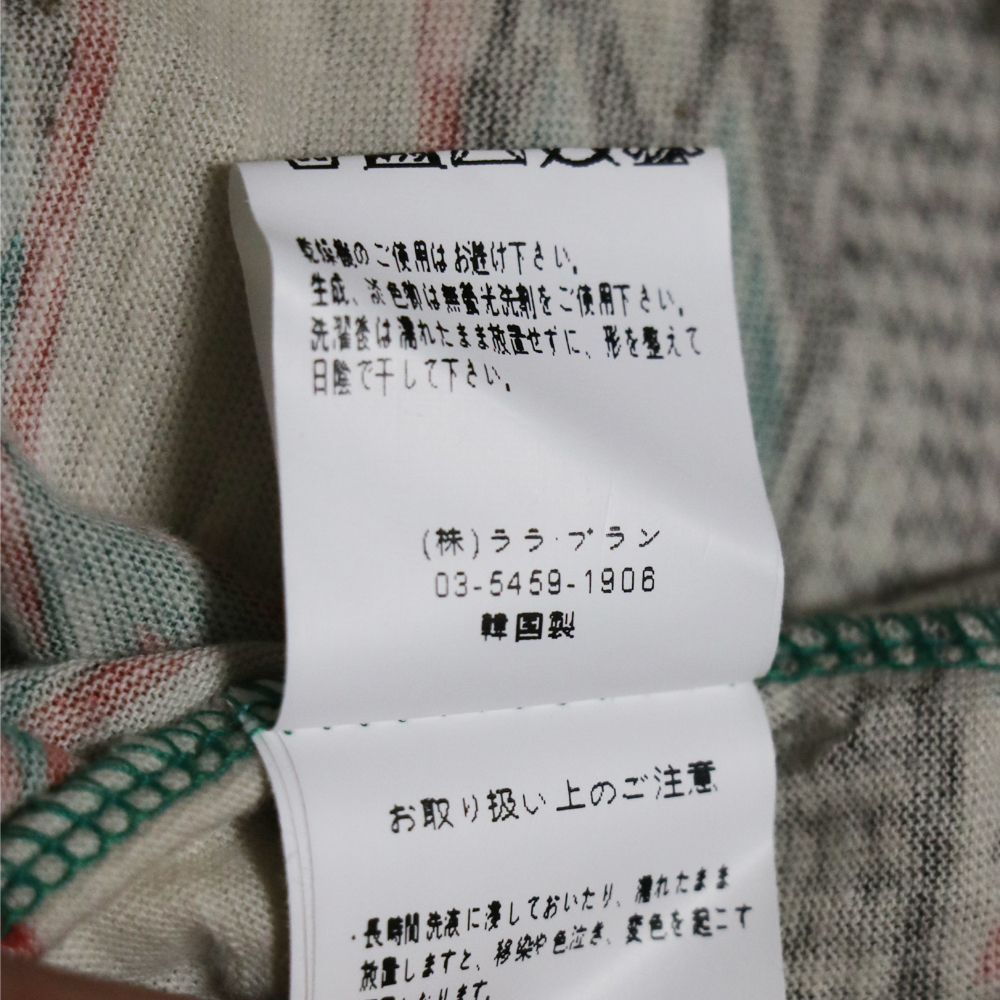 乾燥機のご使用はお避け下さい。
生成、淡色物は無螢光洗剤をご使用下さい。
洗濯後は濡れたまま放置せずに、形を整えて
日陰で干して下さい。
(株)ララ・プラン
03-5459-1906
韓国製
お取り扱い上のご注意
・長時間洗液に浸しておいたり、濡れたまま
放置しますと、移染や色泣き、変色を起こす
なります。